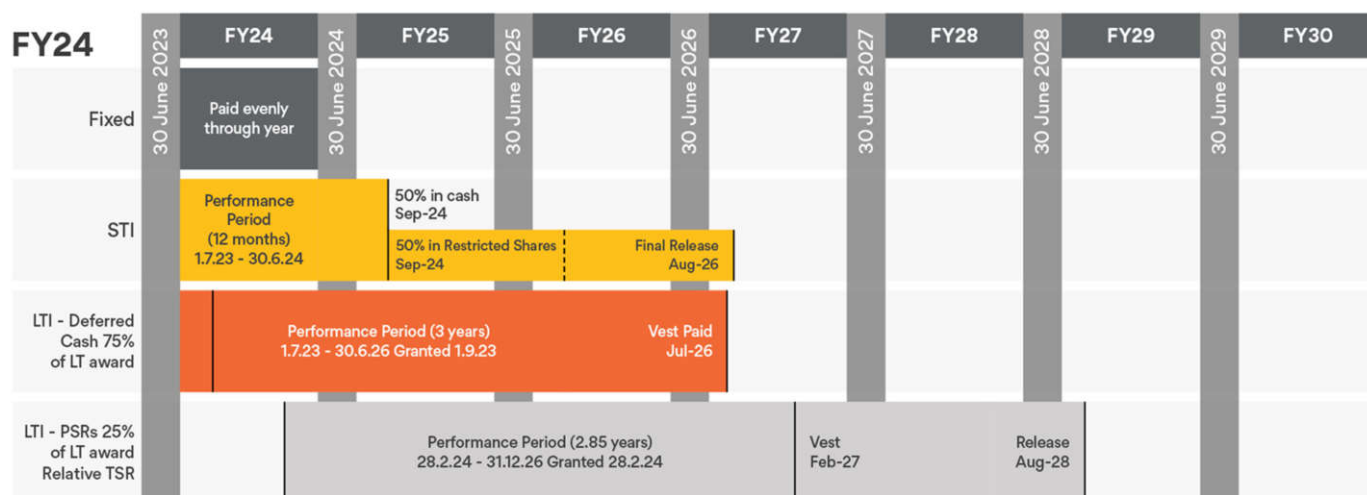 FY24
30 June 2023
FY24
30 June 2024
FY25
30 June 2025
FY26
30 June 2026
FY27
30 June 2027
FY28
30 June 2028
FY29
30 June 2029
FY30
Fixed
Paid evenly
through year
STI
Performance
Period
(12 months)
1.7.23 - 30.6.24
50% in cash
Sep-24
50% in Restricted Shares
Sep-24
Final Release
Aug-26
LTI - Deferred
Cash 75%
of LT award
Performance Period (3 years)
1.7.23 - 30.6.26 Granted 1.9.23
Vest Paid
Jul-26
LTI - PSRs 25%
of LT award
Relative TSR
Performance Period (2.85 years)
28.2.24 - 31.12.26 Granted 28.2.24
Vest
Feb-27
Release
Aug-28